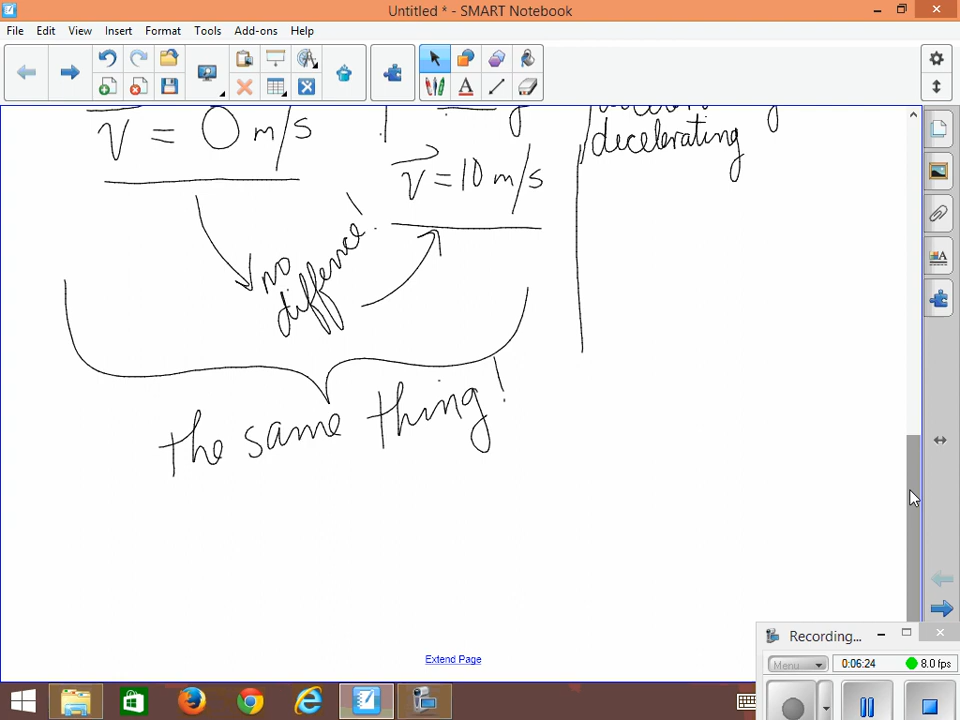 Untitled * - SMART Notebook
File Edit View Insert Format Tools Add-ons Help
v = 0 m/s
decelerating
v = 10 m/s
no
diffence!
the same thing!
Extend Page
Recording...
Menu
0:06:24
8.0 fps